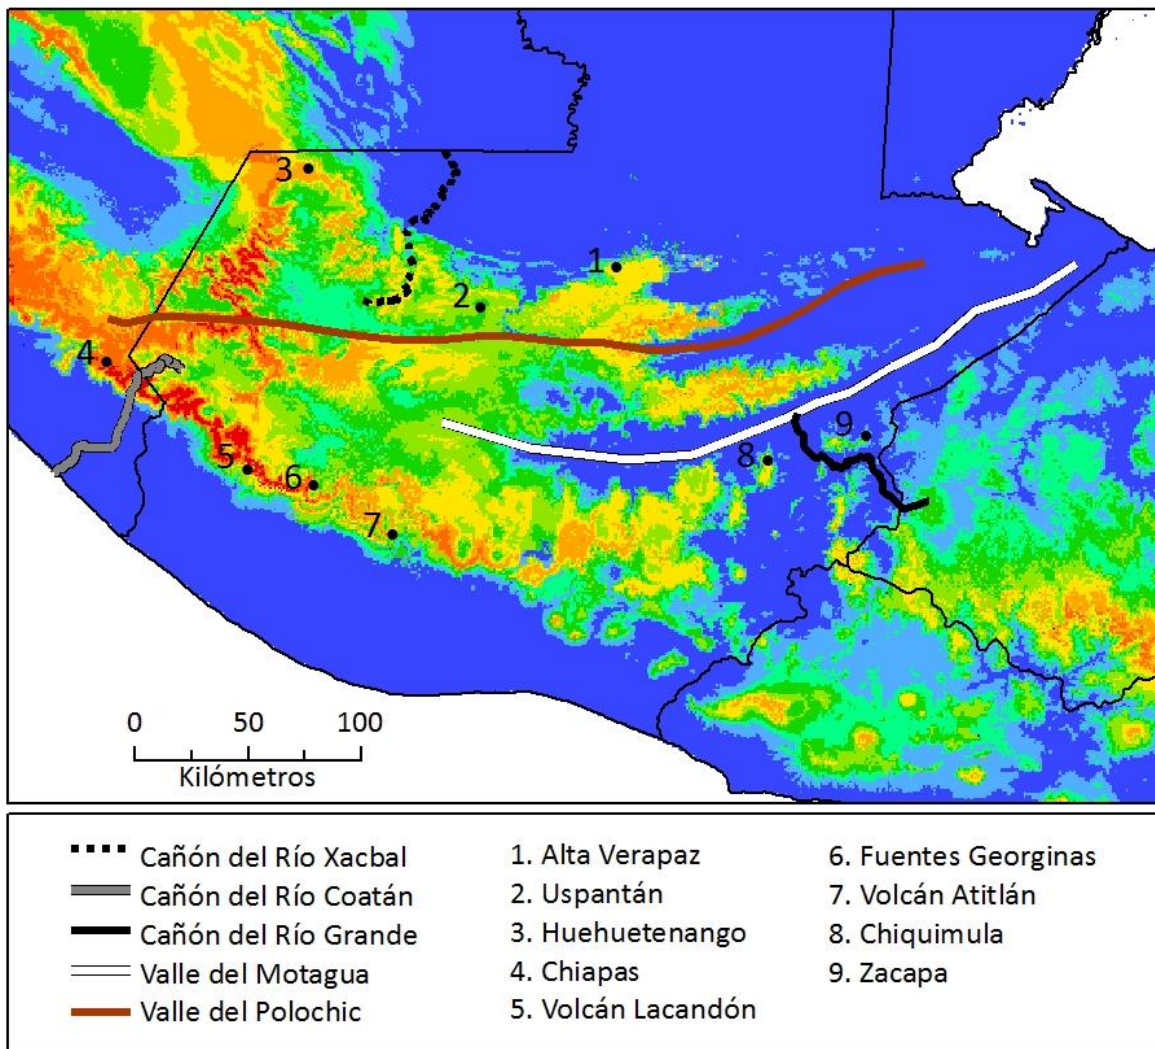 3
1
2
4
9
8
5
6
7
0 50 100
Kilómetros
Cañón del Río Xacbal
Cañón del Río Coatán
Cañón del Río Grande
Valle del Motagua
Valle del Polochic
1. Alta Verapaz
2. Uspantán
3. Huehuetenango
4. Chiapas
5. Volcán Lacandón
6. Fuentes Georginas
7. Volcán Atitlán
8. Chiquimula
9. Zacapa